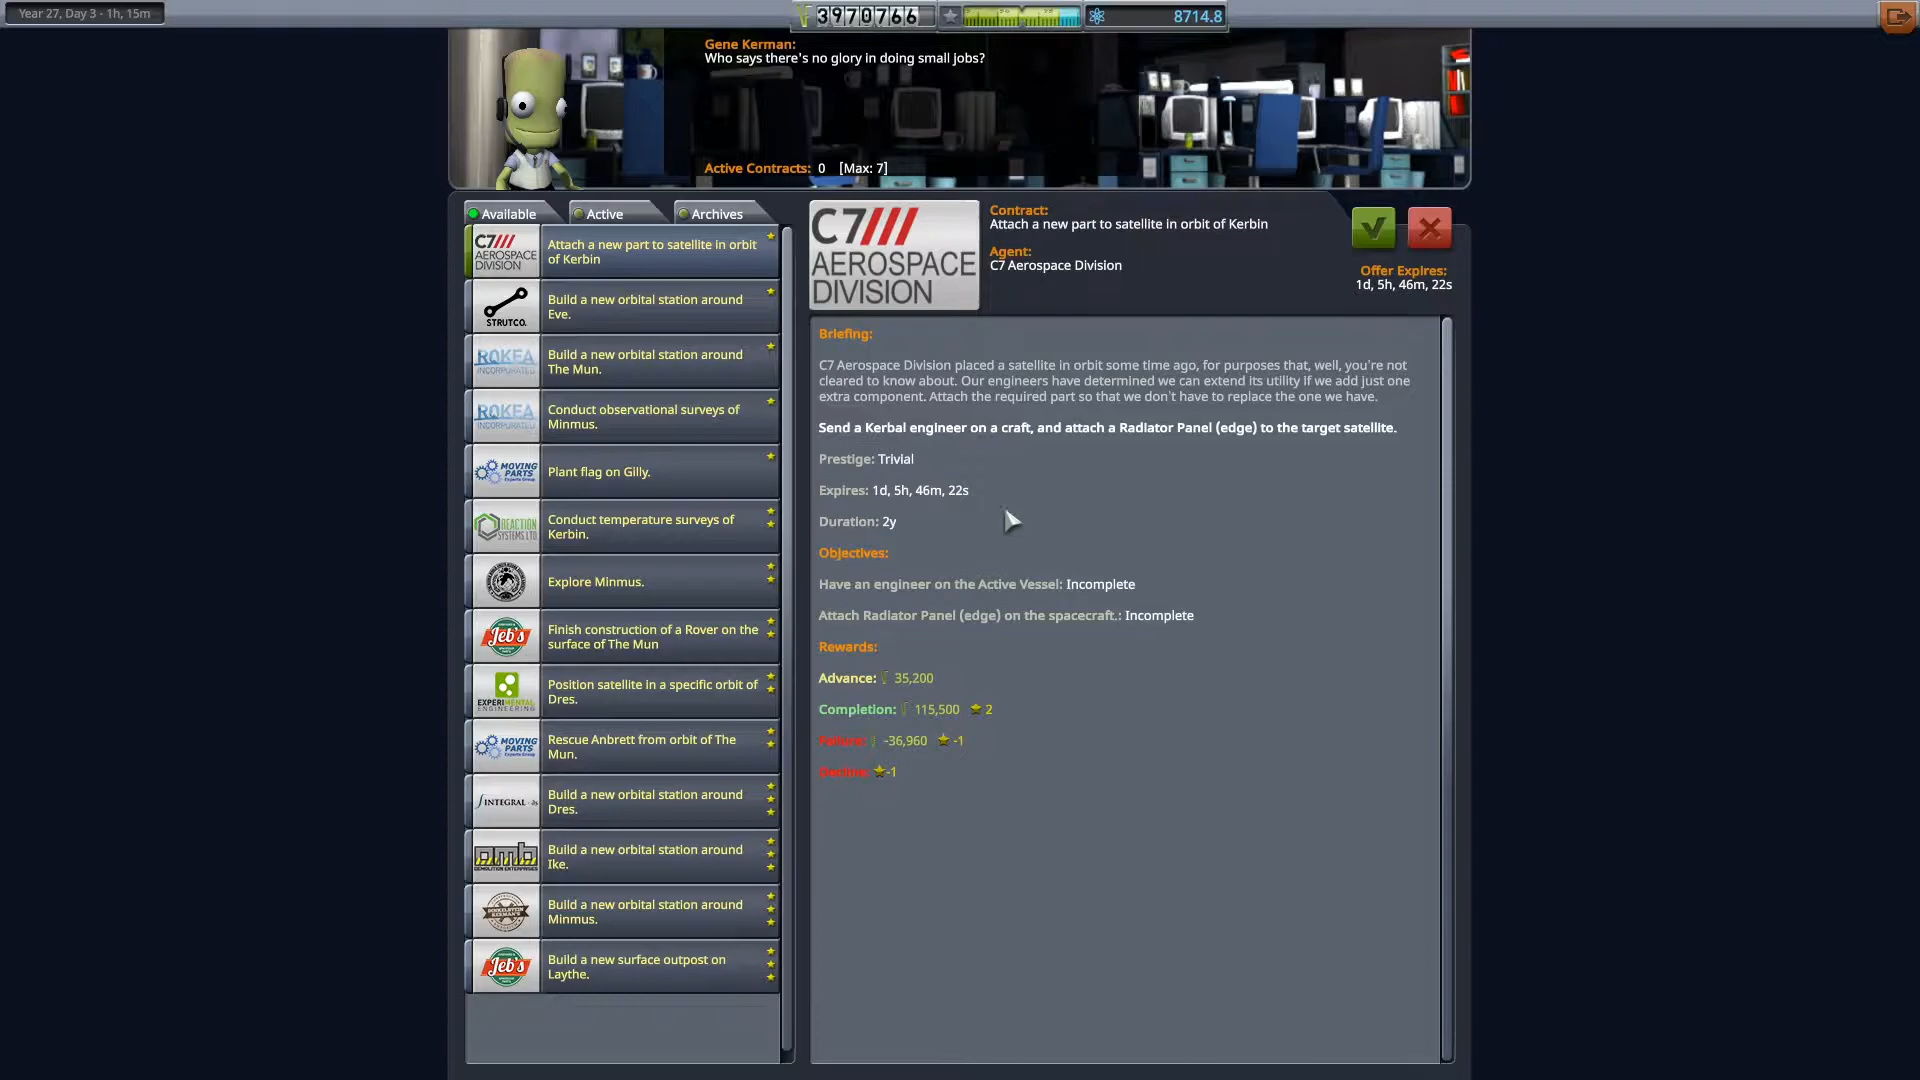 Year 27, Day 3 - 1h, 15m
3970766
8714.8
Gene Kerman:
Who says there's no glory in doing small jobs?
Active Contracts: 0 [Max: 7]
Available
Active
Archives
C7
AEROSPACE
DIVISION
Attach a new part to satellite in orbit
of Kerbin
STRUTCO.
Build a new orbital station around
Eve.
ROKEA
INCORPORATED
Build a new orbital station around
The Mun.
ROKEA
INCORPORATED
Conduct observational surveys of
Minmus.
MOVING
PARTS
Experts Group
Plant flag on Gilly.
REACTION
SYSTEMS LTD
Conduct temperature surveys of
Kerbin.
Explore Minmus.
Jeb's
Finish construction of a Rover on the
surface of The Mun
EXPERIMENTAL
ENGINEERING
Position satellite in a specific orbit of
Dres.
MOVING
PARTS
Experts Group
Rescue Anbrett from orbit of The
Mun.
INTEGRAL
Build a new orbital station around
Dres.
DEMOLITION ENTERPRISES
Build a new orbital station around
Ike.
Build a new orbital station around
Minmus.
Jeb's
Build a new surface outpost on
Laythe.
C7
AEROSPACE
DIVISION
Contract:
Attach a new part to satellite in orbit of Kerbin
Agent:
C7 Aerospace Division
Offer Expires:
1d, 5h, 46m, 22s
Briefing:
C7 Aerospace Division placed a satellite in orbit some time ago, for purposes that, well, you're not
cleared to know about. Our engineers have determined we can extend its utility if we add just one
extra component. Attach the required part so that we don't have to replace the one we have.
Send a Kerbal engineer on a craft, and attach a Radiator Panel (edge) to the target satellite.
Prestige: Trivial
Expires: 1d, 5h, 46m, 22s
Duration: 2y
Objectives:
Have an engineer on the Active Vessel: Incomplete
Attach Radiator Panel (edge) on the spacecraft.: Incomplete
Rewards:
Advance: 35,200
Completion: 115,500 2
Failure: -36,960 -1
Decline: -1